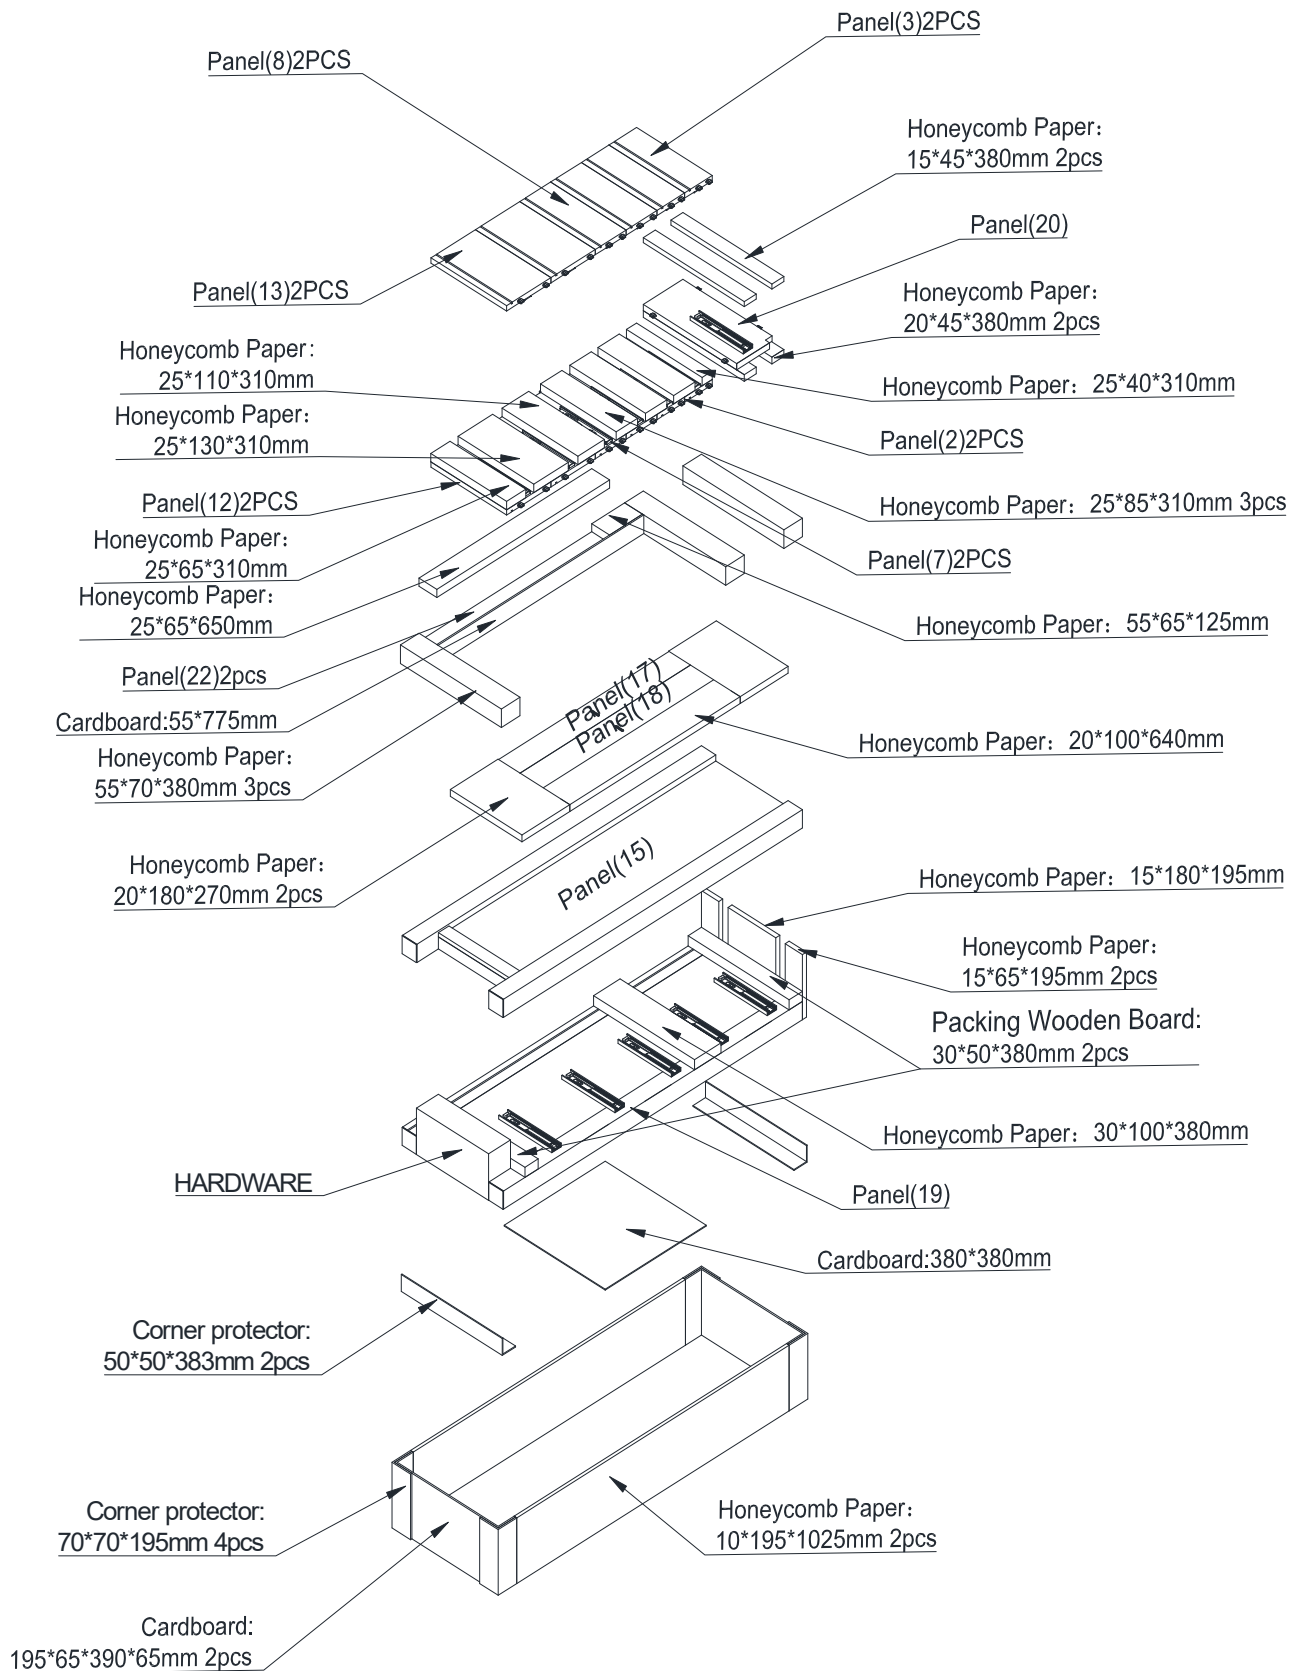 Panel(3)2PCS
Panel(8)2PCS
Honeycomb Paper：
15*45*380mm 2pcs
Panel(20)
Panel(13)2PCS
Honeycomb Paper：
20*45*380mm 2pcs
Honeycomb Paper：
25*110*310mm
Honeycomb Paper：25*40*310mm
Honeycomb Paper：
25*130*310mm
Panel(2)2PCS
Panel(12)2PCS
Honeycomb Paper：25*85*310mm 3pcs
Honeycomb Paper：
25*65*310mm
Panel(7)2PCS
Honeycomb Paper：
25*65*650mm
Honeycomb Paper：55*65*125mm
Panel(22)2pcs
Panel(17)
Panel(18)
Cardboard:55*775mm
Honeycomb Paper：20*100*640mm
Honeycomb Paper：
55*70*380mm 3pcs
Honeycomb Paper：
20*180*270mm 2pcs
Panel(15)
Honeycomb Paper：15*180*195mm
Honeycomb Paper：
15*65*195mm 2pcs
Packing Wooden Board:
30*50*380mm 2pcs
Honeycomb Paper：30*100*380mm
HARDWARE
Panel(19)
Cardboard:380*380mm
Corner protector:
50*50*383mm 2pcs
Corner protector:
70*70*195mm 4pcs
Honeycomb Paper：
10*195*1025mm 2pcs
Cardboard:
195*65*390*65mm 2pcs